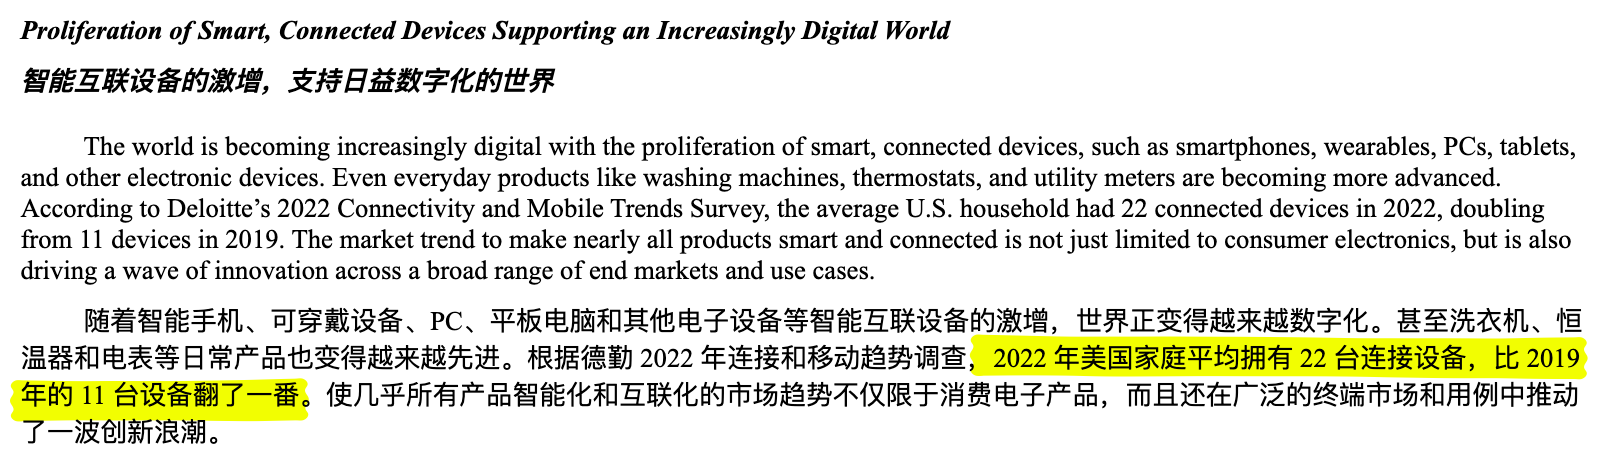 Proliferation of Smart, Connected Devices Supporting an Increasingly Digital World
智能互联设备的激增，支持日益数字化的世界
The world is becoming increasingly digital with the proliferation of smart, connected devices, such as smartphones, wearables, PCs, tablets,
and other electronic devices. Even everyday products like washing machines, thermostats, and utility meters are becoming more advanced.
According to Deloitte’s 2022 Connectivity and Mobile Trends Survey, the average U.S. household had 22 connected devices in 2022, doubling
from 11 devices in 2019. The market trend to make nearly all products smart and connected is not just limited to consumer electronics, but is also
driving a wave of innovation across a broad range of end markets and use cases.
随着智能手机、可穿戴设备、PC、平板电脑和其他电子设备等智能互联设备的激增，世界正变得越来越数字化。甚至洗衣机、恒
温器和电表等日常产品也变得越来越先进。根据德勤 2022 年连接和移动趋势调查，2022 年美国家庭平均拥有 22 台连接设备，比 2019
年的 11 台设备翻了一番。使几乎所有产品智能化和互联化的市场趋势不仅限于消费电子产品，而且还在广泛的终端市场和用例中推动
了一波创新浪潮。